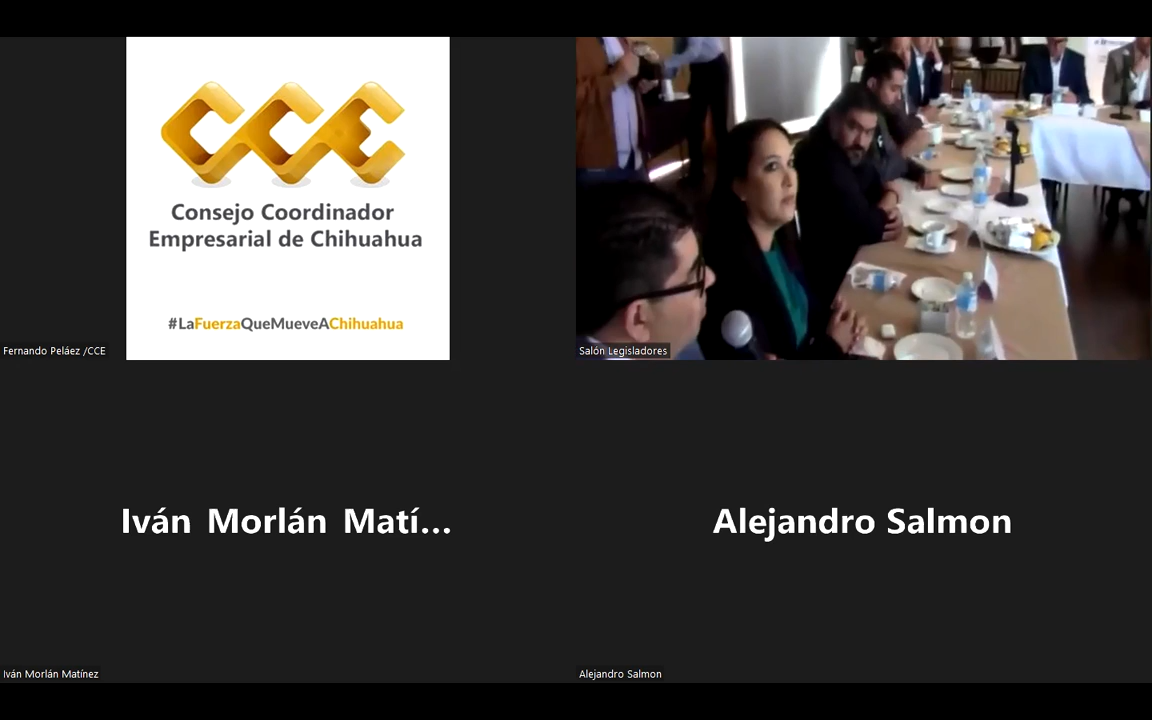 CCE
Consejo Coordinador
Empresarial de Chihuahua
#LaFuerzaQueMueveAChihuahua
Fernando Peláez /CCE
Salón Legisladores
Iván Morlán Matí...
Alejandro Salmon
Iván Morlán Matínez
Alejandro Salmon